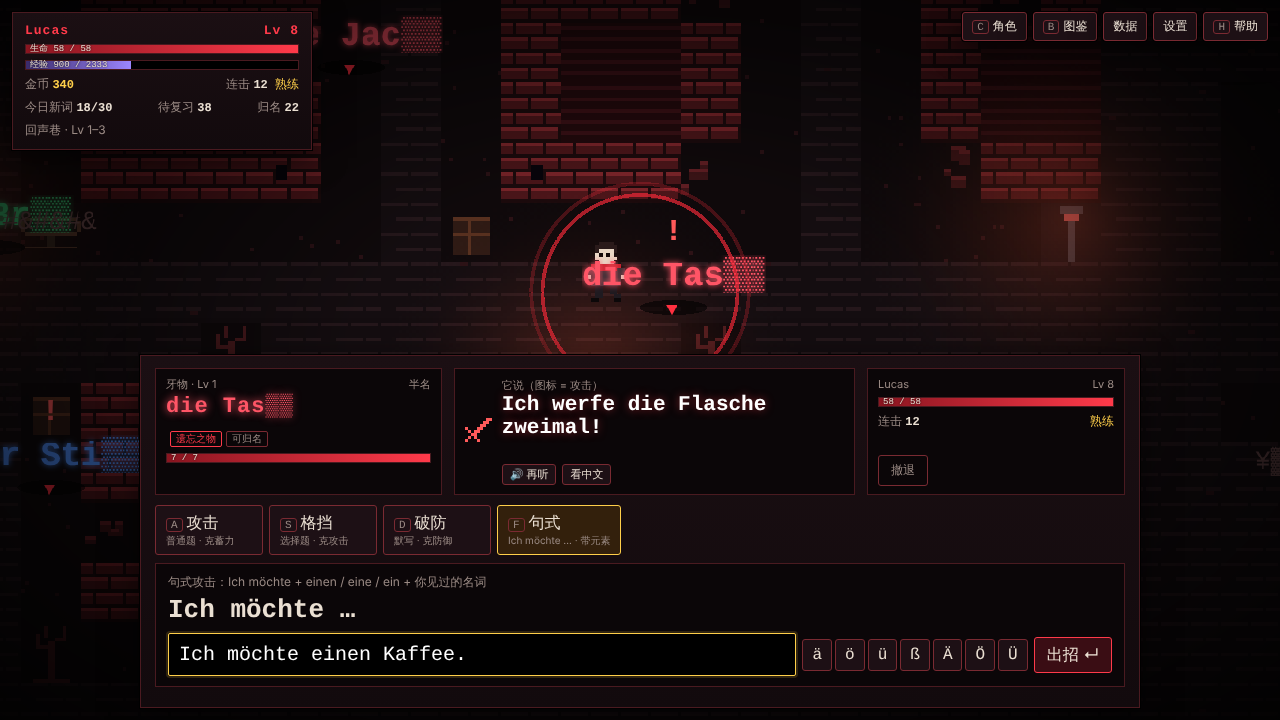 Lucas Lv 8
生命 58 / 58
经验 900 / 2333
金币 340 连击 12 熟练
今日新词 18/30 待复习 38 归名 22
回声巷 · Lv 1–3
e Jac
C 角色 B 图鉴 数据 设置 H 帮助
Br
&
!
die Tas
!
r Sti
牙物 · Lv 1 半名
die Tas
遗忘之物 可归名
7 / 7
它说（图标 = 攻击）
Ich werfe die Flasche
zweimal!
🔊 再听 看中文
Lucas Lv 8
58 / 58
连击 12 熟练
撤退
A 攻击
普通题 · 克蓄力
S 格挡
选择题 · 克攻击
D 破防
默写 · 克防御
F 句式
Ich möchte … · 带元素
句式攻击：Ich möchte + einen / eine / ein + 你见过的名词
Ich möchte …
Ich möchte einen Kaffee.
ä ö ü ß Ä Ö Ü 出招 ↵